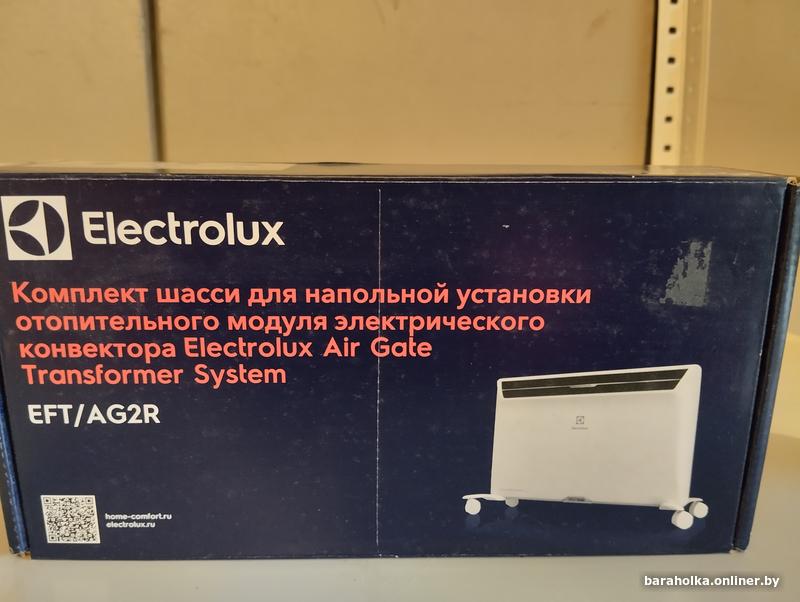 Electrolux
Комплект шасси для напольной установки
отопительного модуля электрического
конвектора Electrolux Air Gate
Transformer System
EFT/AG2R
home-comfort.ru
electrolux.ru
baraholka.onliner.by